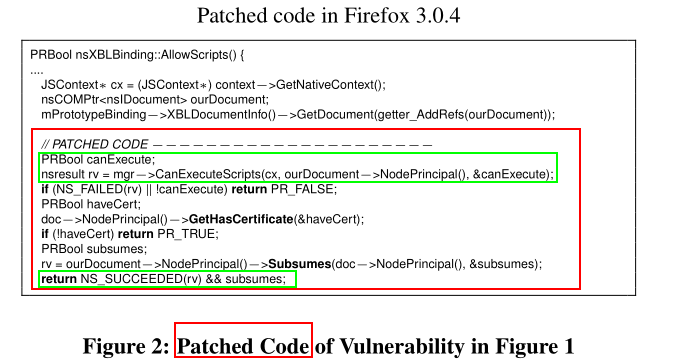 Patched code in Firefox 3.0.4
PRBool nsXBLBinding::AllowScripts() {
....
JSContext* cx = (JSContext*) context—>GetNativeContext();
nsCOMPtr<nsIDocument> ourDocument;
mPrototypeBinding—>XBLDocumentInfo()—>GetDocument(getter_AddRefs(ourDocument));
// PATCHED CODE — — — — — — — — — — — — — — — — — — — — —
PRBool canExecute;
nsresult rv = mgr—>CanExecuteScripts(cx, ourDocument—>NodePrincipal(), &canExecute);
if (NS_FAILED(rv) || !canExecute) return PR_FALSE;
PRBool haveCert;
doc—>NodePrincipal()—>GetHasCertificate(&haveCert);
if (!haveCert) return PR_TRUE;
PRBool subsumes;
rv = ourDocument—>NodePrincipal()—>Subsumes(doc—>NodePrincipal(), &subsumes);
return NS_SUCCEEDED(rv) && subsumes;
Figure 2: Patched Code of Vulnerability in Figure 1